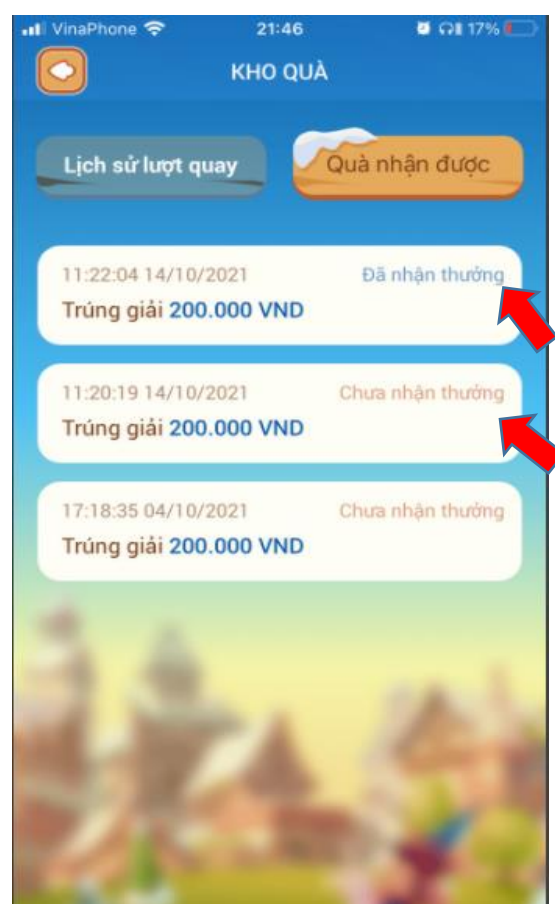 VinaPhone 21:46 17%
KHO QUÀ
Lịch sử lượt quay
Quà nhận được
11:22:04 14/10/2021 Đã nhận thưởng
Trúng giải 200.000 VND
11:20:19 14/10/2021 Chưa nhận thưởng
Trúng giải 200.000 VND
17:18:35 04/10/2021 Chưa nhận thưởng
Trúng giải 200.000 VND